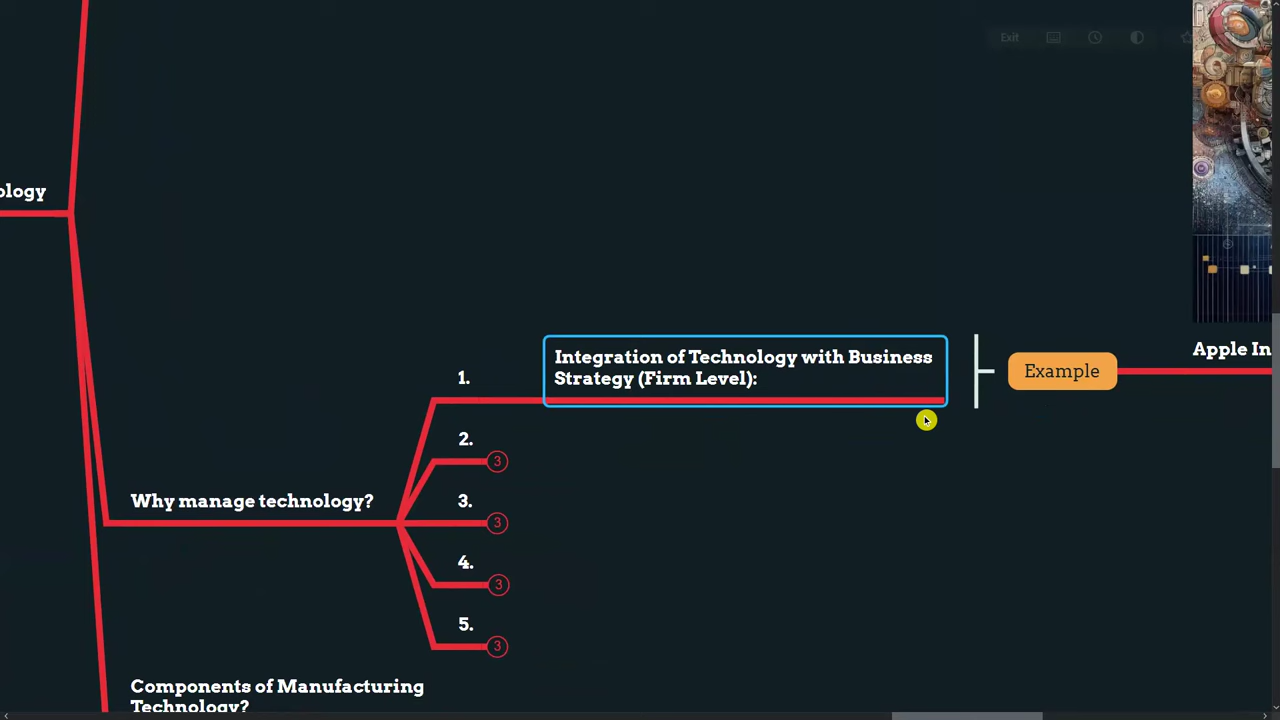 Exit
ology
Integration of Technology with Business
Strategy (Firm Level):
Example
Apple In
1.
2.
3
Why manage technology?
3.
3
4.
3
5.
3
Components of Manufacturing
Technology?